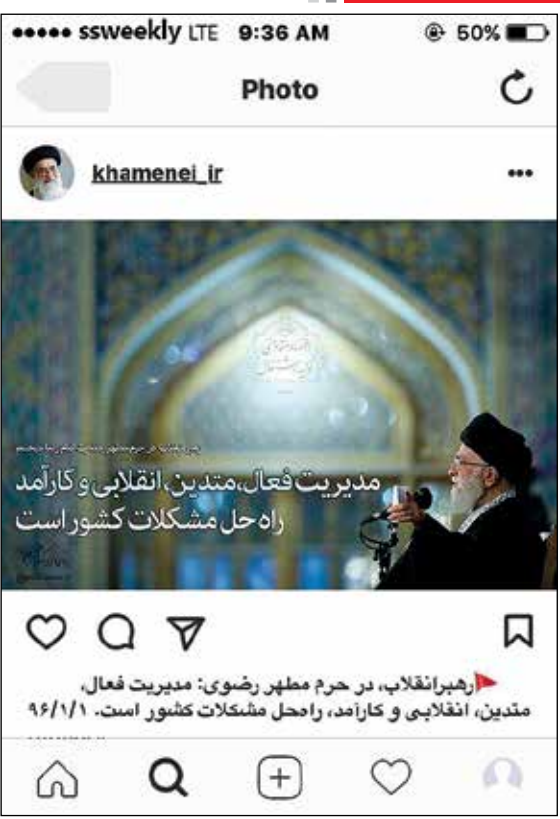 ssweekly LTE 9:36 AM 50%
Photo
khamenei_ir
مدیریت فعال،متدین،انقلابی و کارآمد
راه حل مشکلات کشور است
رهبرانقلاب، در حرم مطهر رضوی: مدیریت فعال،
متدین، انقلابی و کارآمد، راه‌حل مشکلات کشور است. ۹۶/۱/۱